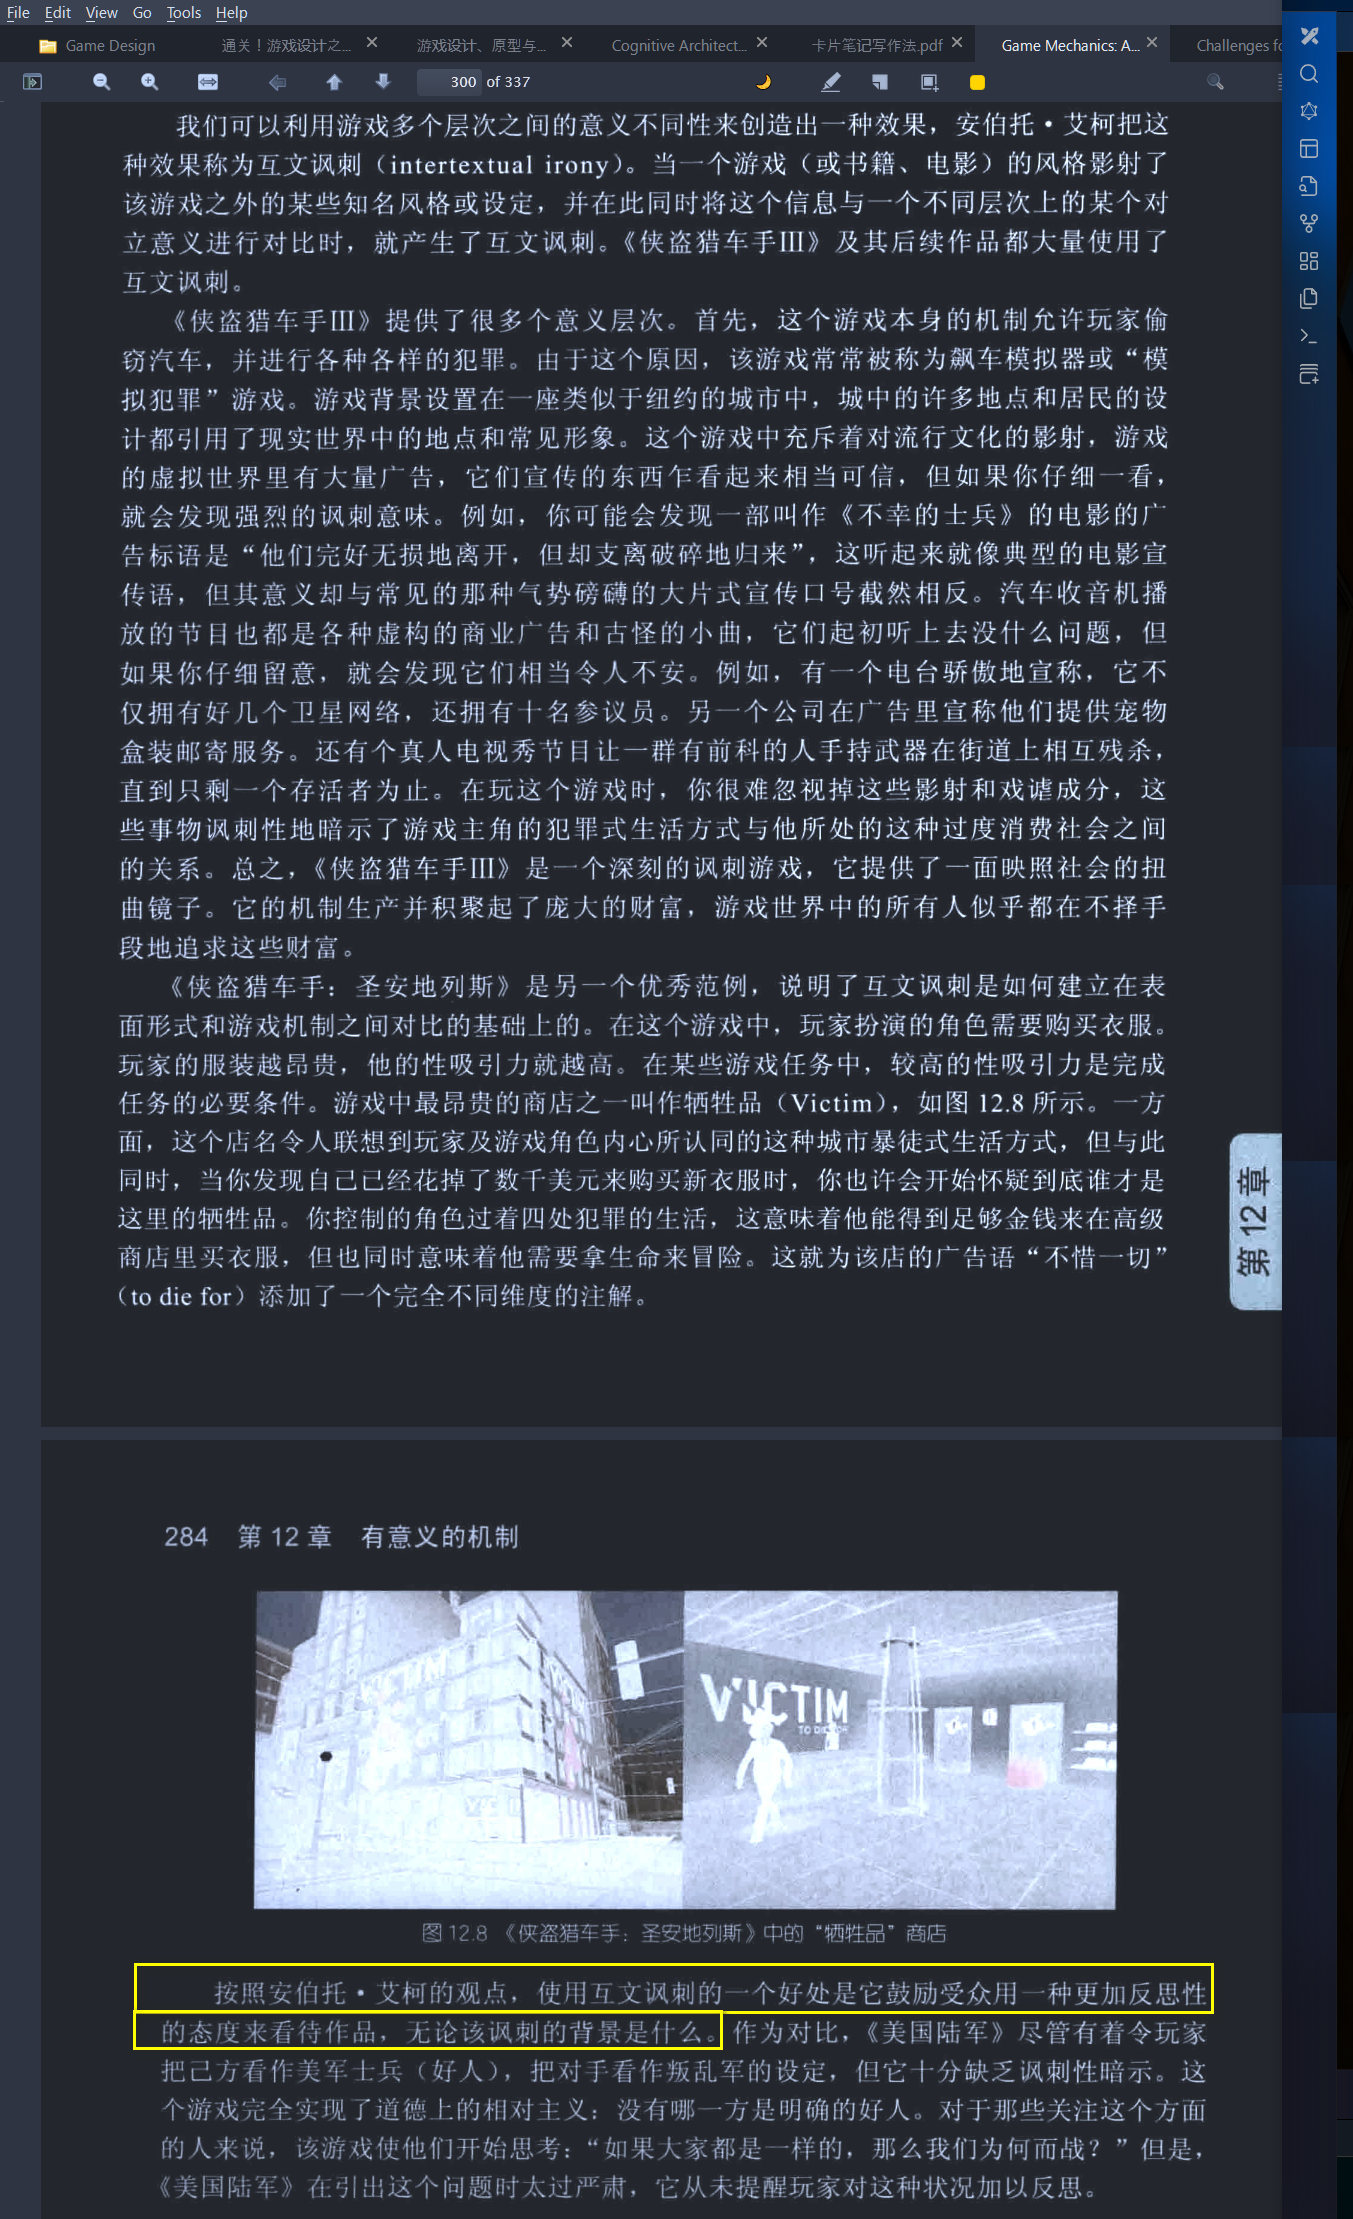 File Edit View Go Tools Help
Game Design 通关！游戏设计之... 游戏设计、原型与... Cognitive Architect... 卡片笔记写作法.pdf Game Mechanics: A... Challenges fo
300 of 337
我们可以利用游戏多个层次之间的意义不同性来创造出一种效果，安伯托·艾柯把这
种效果称为互文讽刺（intertextual irony）。当一个游戏（或书籍、电影）的风格影射了
该游戏之外的某些知名风格或设定，并在此同时将这个信息与一个不同层次上的某个对
立意义进行对比时，就产生了互文讽刺。《侠盗猎车手Ⅲ》及其后续作品都大量使用了
互文讽刺。
《侠盗猎车手Ⅲ》提供了很多个意义层次。首先，这个游戏本身的机制允许玩家偷
窃汽车，并进行各种各样的犯罪。由于这个原因，该游戏常常被称为飙车模拟器或“模
拟犯罪”游戏。游戏背景设置在一座类似于纽约的城市中，城中的许多地点和居民的设
计都引用了现实世界中的地点和常见形象。这个游戏中充斥着对流行文化的影射，游戏
的虚拟世界里有大量广告，它们宣传的东西乍看起来相当可信，但如果你仔细一看，
就会发现强烈的讽刺意味。例如，你可能会发现一部叫作《不幸的士兵》的电影的广
告标语是“他们完好无损地离开，但却支离破碎地归来”，这听起来就像典型的电影宣
传语，但其意义却与常见的那种气势磅礴的大片式宣传口号截然相反。汽车收音机播
放的节目也都是各种虚构的商业广告和古怪的小曲，它们起初听上去没什么问题，但
如果你仔细留意，就会发现它们相当令人不安。例如，有一个电台骄傲地宣称，它不
仅拥有好几个卫星网络，还拥有十名参议员。另一个公司在广告里宣称他们提供宠物
盒装邮寄服务。还有个真人电视秀节目让一群有前科的人手持武器在街道上相互残杀，
直到只剩一个存活者为止。在玩这个游戏时，你很难忽视掉这些影射和戏谑成分，这
些事物讽刺性地暗示了游戏主角的犯罪式生活方式与他所处的这种过度消费社会之间
的关系。总之，《侠盗猎车手Ⅲ》是一个深刻的讽刺游戏，它提供了一面映照社会的扭
曲镜子。它的机制生产并积聚起了庞大的财富，游戏世界中的所有人似乎都在不择手
段地追求这些财富。
《侠盗猎车手：圣安地列斯》是另一个优秀范例，说明了互文讽刺是如何建立在表
面形式和游戏机制之间对比的基础上的。在这个游戏中，玩家扮演的角色需要购买衣服。
玩家的服装越昂贵，他的性吸引力就越高。在某些游戏任务中，较高的性吸引力是完成
任务的必要条件。游戏中最昂贵的商店之一叫作牺牲品（Victim），如图 12.8 所示。一方
面，这个店名令人联想到玩家及游戏角色内心所认同的这种城市暴徒式生活方式，但与此
同时，当你发现自己已经花掉了数千美元来购买新衣服时，你也许会开始怀疑到底谁才是
这里的牺牲品。你控制的角色过着四处犯罪的生活，这意味着他能得到足够金钱来在高级
商店里买衣服，但也同时意味着他需要拿生命来冒险。这就为该店的广告语“不惜一切”
（to die for）添加了一个完全不同维度的注解。
第 12 章
284 第 12 章 有意义的机制
VICTIM
VICTIM
图 12.8 《侠盗猎车手：圣安地列斯》中的“牺牲品”商店
按照安伯托·艾柯的观点，使用互文讽刺的一个好处是它鼓励受众用一种更加反思性
的态度来看待作品，无论该讽刺的背景是什么。作为对比，《美国陆军》尽管有着令玩家
把己方看作美军士兵（好人），把对手看作叛乱军的设定，但它十分缺乏讽刺性暗示。这
个游戏完全实现了道德上的相对主义：没有哪一方是明确的好人。对于那些关注这个方面
的人来说，该游戏使他们开始思考：“如果大家都是一样的，那么我们为何而战？”但是，
《美国陆军》在引出这个问题时太过严肃，它从未提醒玩家对这种状况加以反思。